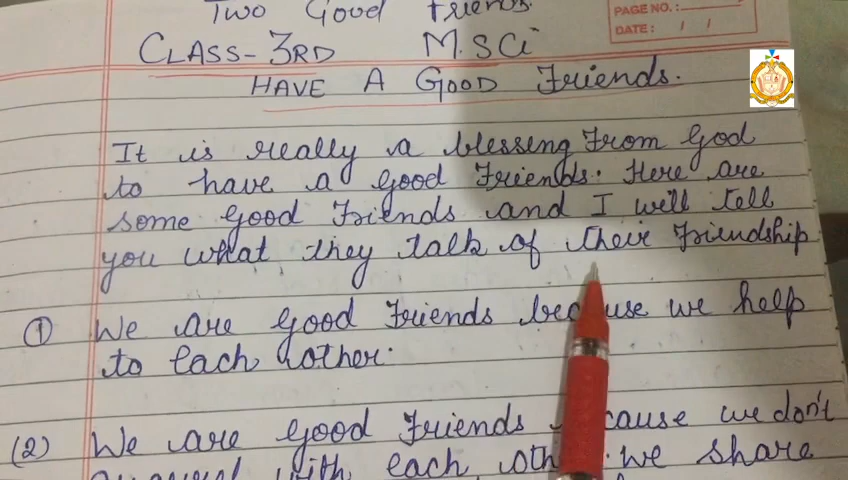 Two Good Friends.
PAGE NO.:
DATE: / /
CLASS-3RD M.SCi
HAVE A GOOD Friends.
It is really a blessing From God
to have a good Friends. Here are
some good Friends and I will tell
you what they talk of their Friendship
① We are good Friends because we help
to each other.
(2) We are good Friends cause we don't
with each oth we share